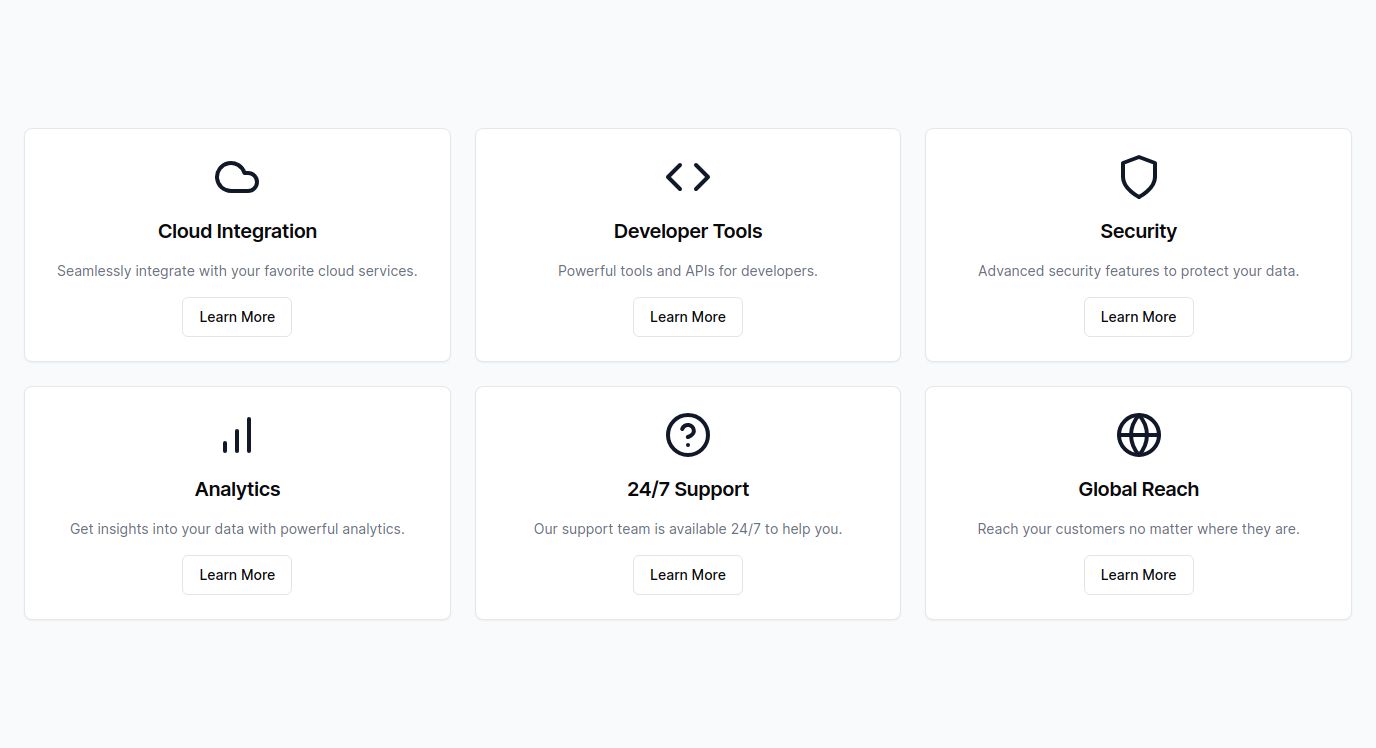 Cloud Integration
Seamlessly integrate with your favorite cloud services.
Learn More
Developer Tools
Powerful tools and APIs for developers.
Learn More
Security
Advanced security features to protect your data.
Learn More
Analytics
Get insights into your data with powerful analytics.
Learn More
24/7 Support
Our support team is available 24/7 to help you.
Learn More
Global Reach
Reach your customers no matter where they are.
Learn More